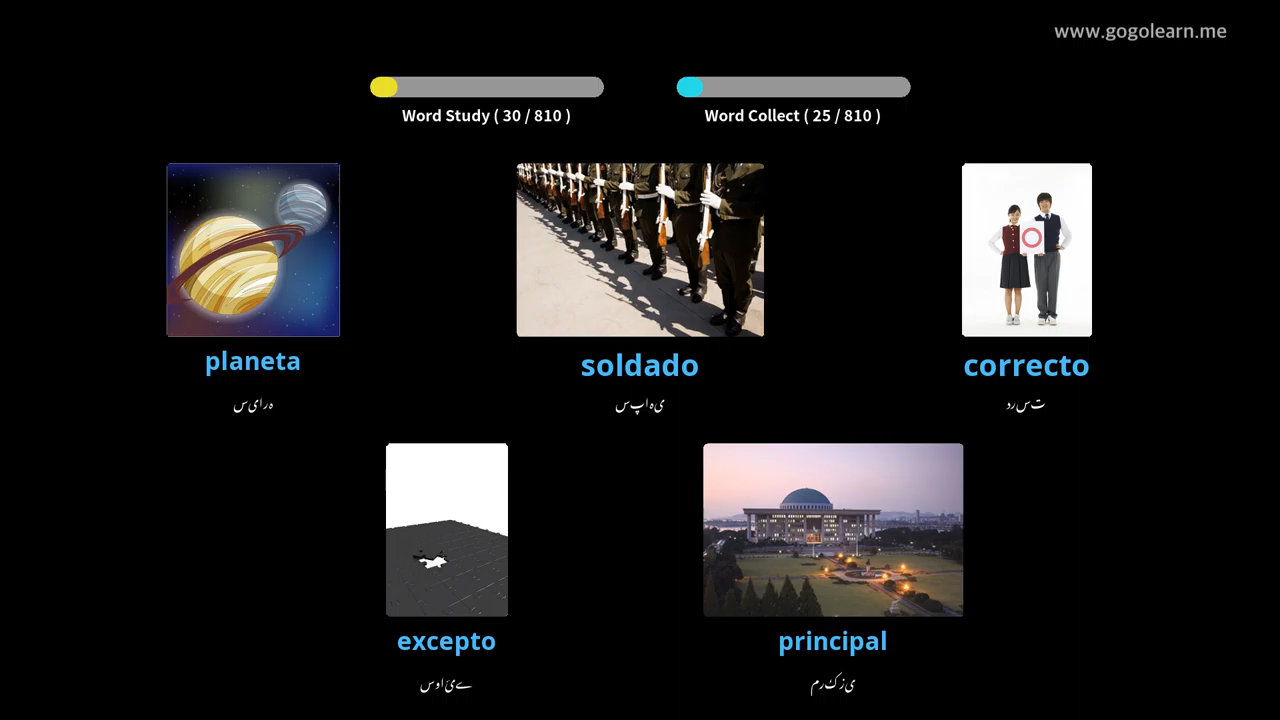 www.gogolearn.me
Word Study ( 30 / 810 )
Word Collect ( 25 / 810 )
planeta
soldado
correcto
سیارہ
سپاہی
درست
excepto
principal
سوائے
مرکزی